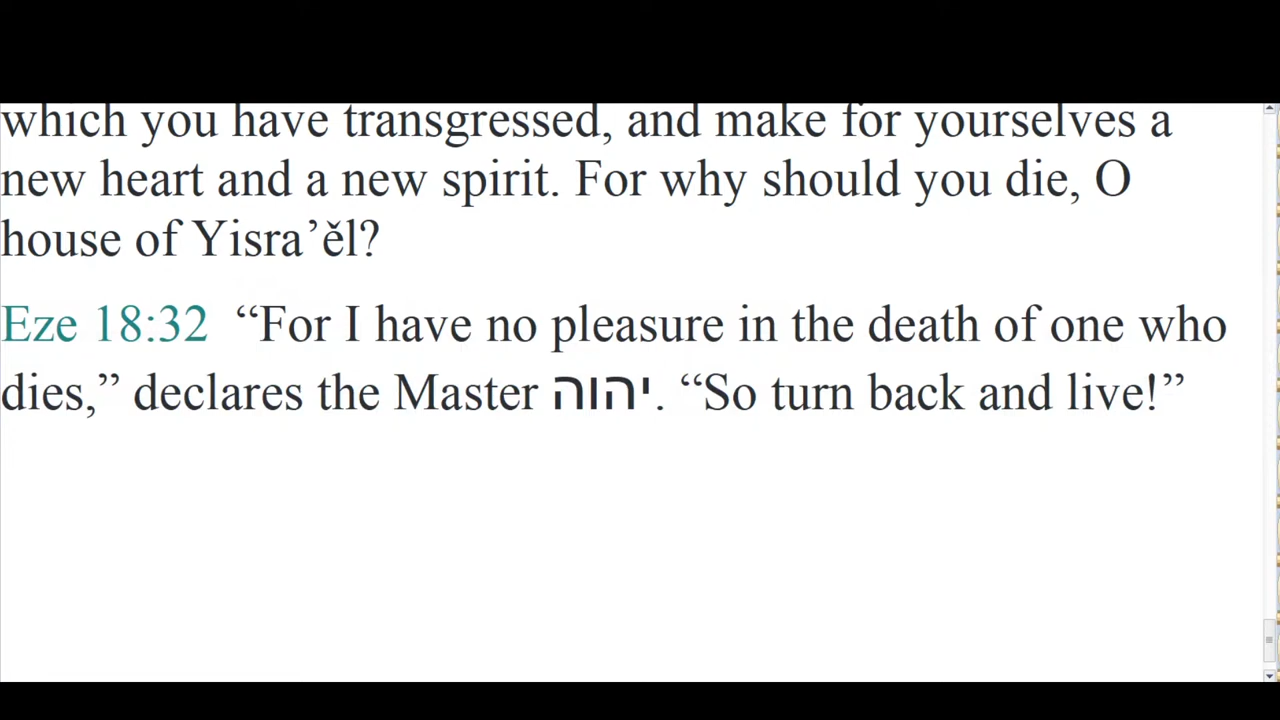 which you have transgressed, and make for yourselves a
new heart and a new spirit. For why should you die, O
house of Yisra’ěl?
Eze 18:32 “For I have no pleasure in the death of one who
dies,” declares the Master יהוה. “So turn back and live!”